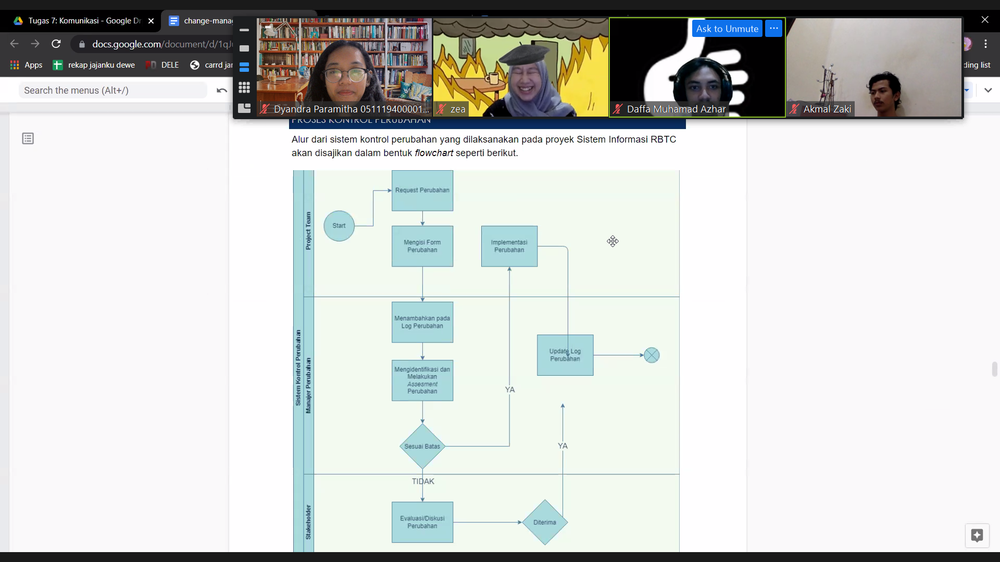 Tugas 7: Komunikasi - Google Dr
change-manag
docs.google.com/document/d/1qJ
Apps
rekap jajanku dewe
DELE
carrd jar
ding list
Search the menus (Alt+/)
Ask to Unmute
Dyandra Paramitha 051119400001...
zea
Daffa Muhamad Azhar
Akmal Zaki
PROSES KONTROL PERUBAHAN
Alur dari sistem kontrol perubahan yang dilaksanakan pada proyek Sistem Informasi RBTC
akan disajikan dalam bentuk flowchart seperti berikut.
Sistem Kontrol Perubahan
Project Team
Start
Request Perubahan
Mengisi Form
Perubahan
Implementasi
Perubahan
Manajer Perubahan
Menambahkan pada
Log Perubahan
Mengidentifikasi dan
Melakukan
Assesment
Perubahan
Update Log
Perubahan
YA
Sesuai Batas
YA
TIDAK
Stakeholder
Evaluasi/Diskusi
Perubahan
Diterima